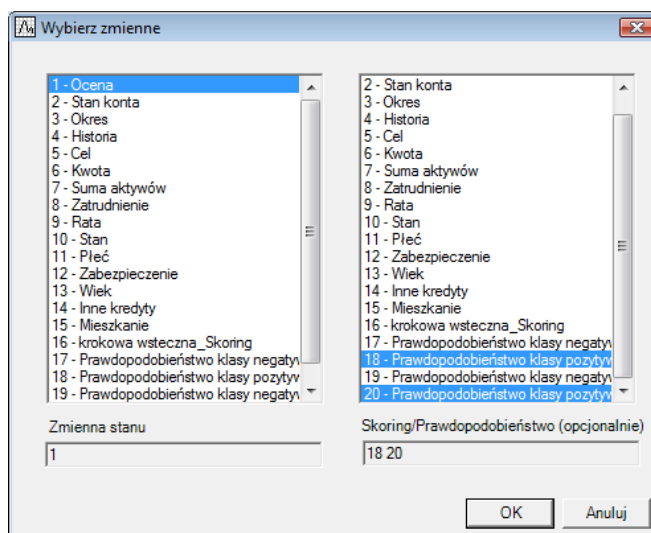 Wybierz zmienne
1 - Ocena
2 - Stan konta
3 - Okres
4 - Historia
5 - Cel
6 - Kwota
7 - Suma aktywów
8 - Zatrudnienie
9 - Rata
10 - Stan
11 - Płeć
12 - Zabezpieczenie
13 - Wiek
14 - Inne kredyty
15 - Mieszkanie
16 - krokowa wsteczna_Skoring
17 - Prawdopodobieństwo klasy negatyw
18 - Prawdopodobieństwo klasy pozytyw
19 - Prawdopodobieństwo klasy negatyw
Zmienna stanu
1
2 - Stan konta
3 - Okres
4 - Historia
5 - Cel
6 - Kwota
7 - Suma aktywów
8 - Zatrudnienie
9 - Rata
10 - Stan
11 - Płeć
12 - Zabezpieczenie
13 - Wiek
14 - Inne kredyty
15 - Mieszkanie
16 - krokowa wsteczna_Skoring
17 - Prawdopodobieństwo klasy negatyw
18 - Prawdopodobieństwo klasy pozytyw
19 - Prawdopodobieństwo klasy negatyw
20 - Prawdopodobieństwo klasy pozytyw
Skoring/Prawdopodobieństwo (opcjonalnie)
18 20
OK
Anuluj